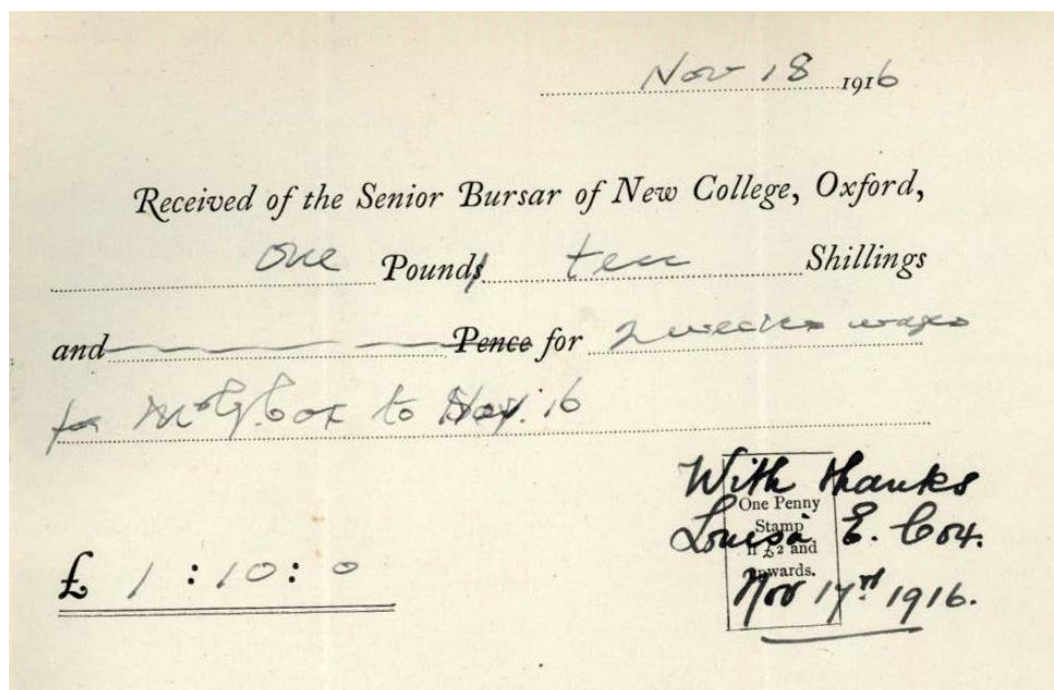 Nov 18 1916
Received of the Senior Bursar of New College, Oxford,
one Pounds ten Shillings
and Pence for 2 weeks wages
for Cox to Nov. 16
With thanks
One Penny
Louisa E. Cox.
Stamp
if £2 and
upwards.
Nov 17th 1916.
£ 1 : 10 : 0